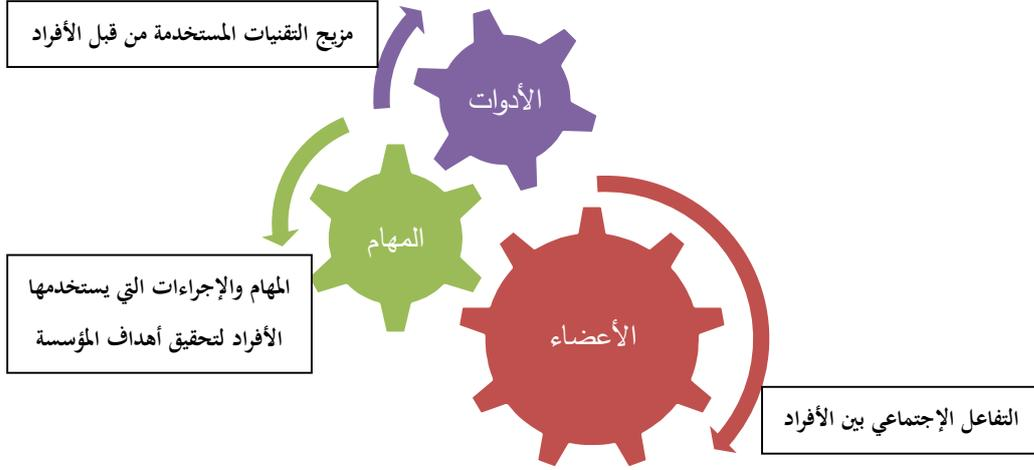 مزيج التقنيات المستخدمة من قبل الأفراد
الأدوات
المهام
المهام والإجراءات التي يستخدمها
الأفراد لتحقيق أهداف المؤسسة
الأعضاء
التفاعل الإجتماعي بين الأفراد